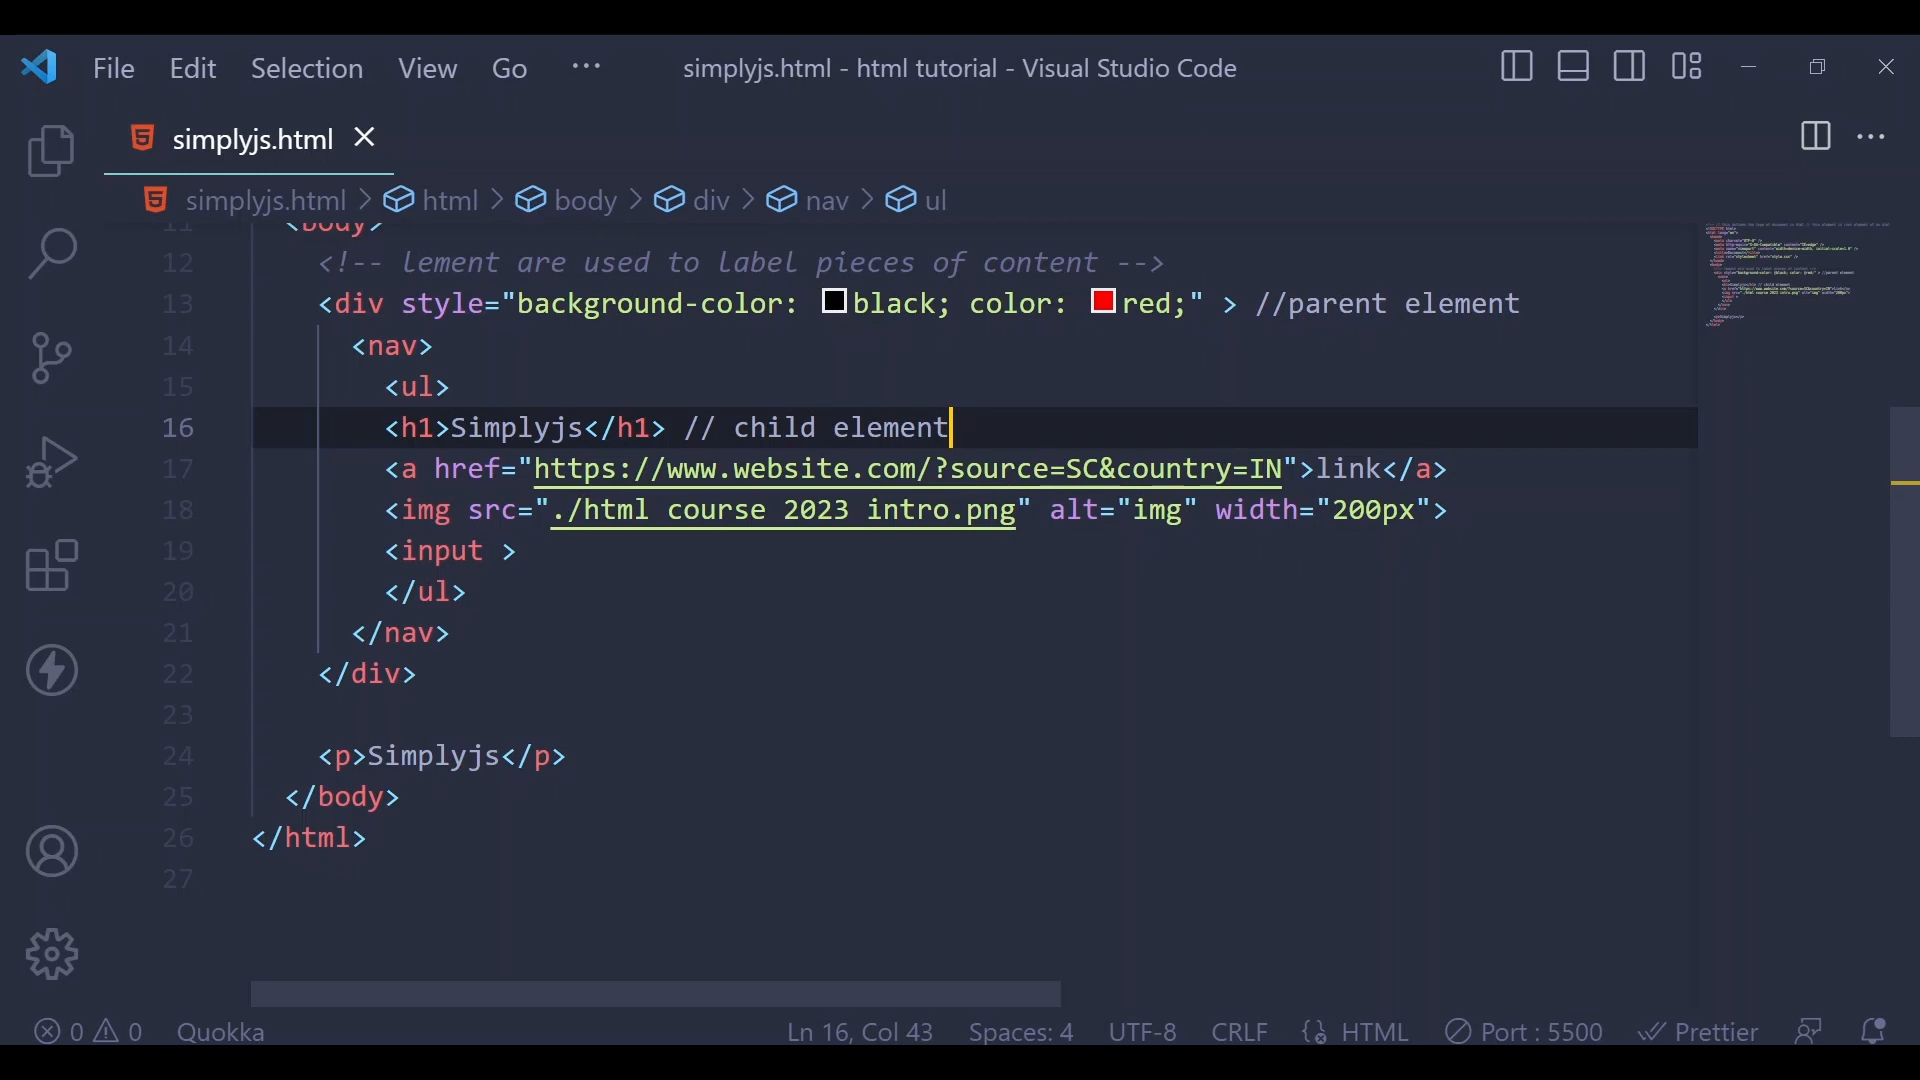 File Edit Selection View Go ··· simplyjs.html - html tutorial - Visual Studio Code
simplyjs.html
simplyjs.html > html > body > div > nav > ul
11 <body>
12 <!-- lement are used to label pieces of content -->
13 <div style="background-color: black; color: red;" > //parent element
14 <nav>
15 <ul>
16 <h1>Simplyjs</h1> // child element
17 <a href="https://www.website.com/?source=SC&country=IN">link</a>
18 <img src="./html course 2023 intro.png" alt="img" width="200px">
19 <input >
20 </ul>
21 </nav>
22 </div>
23
24 <p>Simplyjs</p>
25 </body>
26 </html>
27
0 0 Quokka Ln 16, Col 43 Spaces: 4 UTF-8 CRLF HTML Port : 5500 Prettier